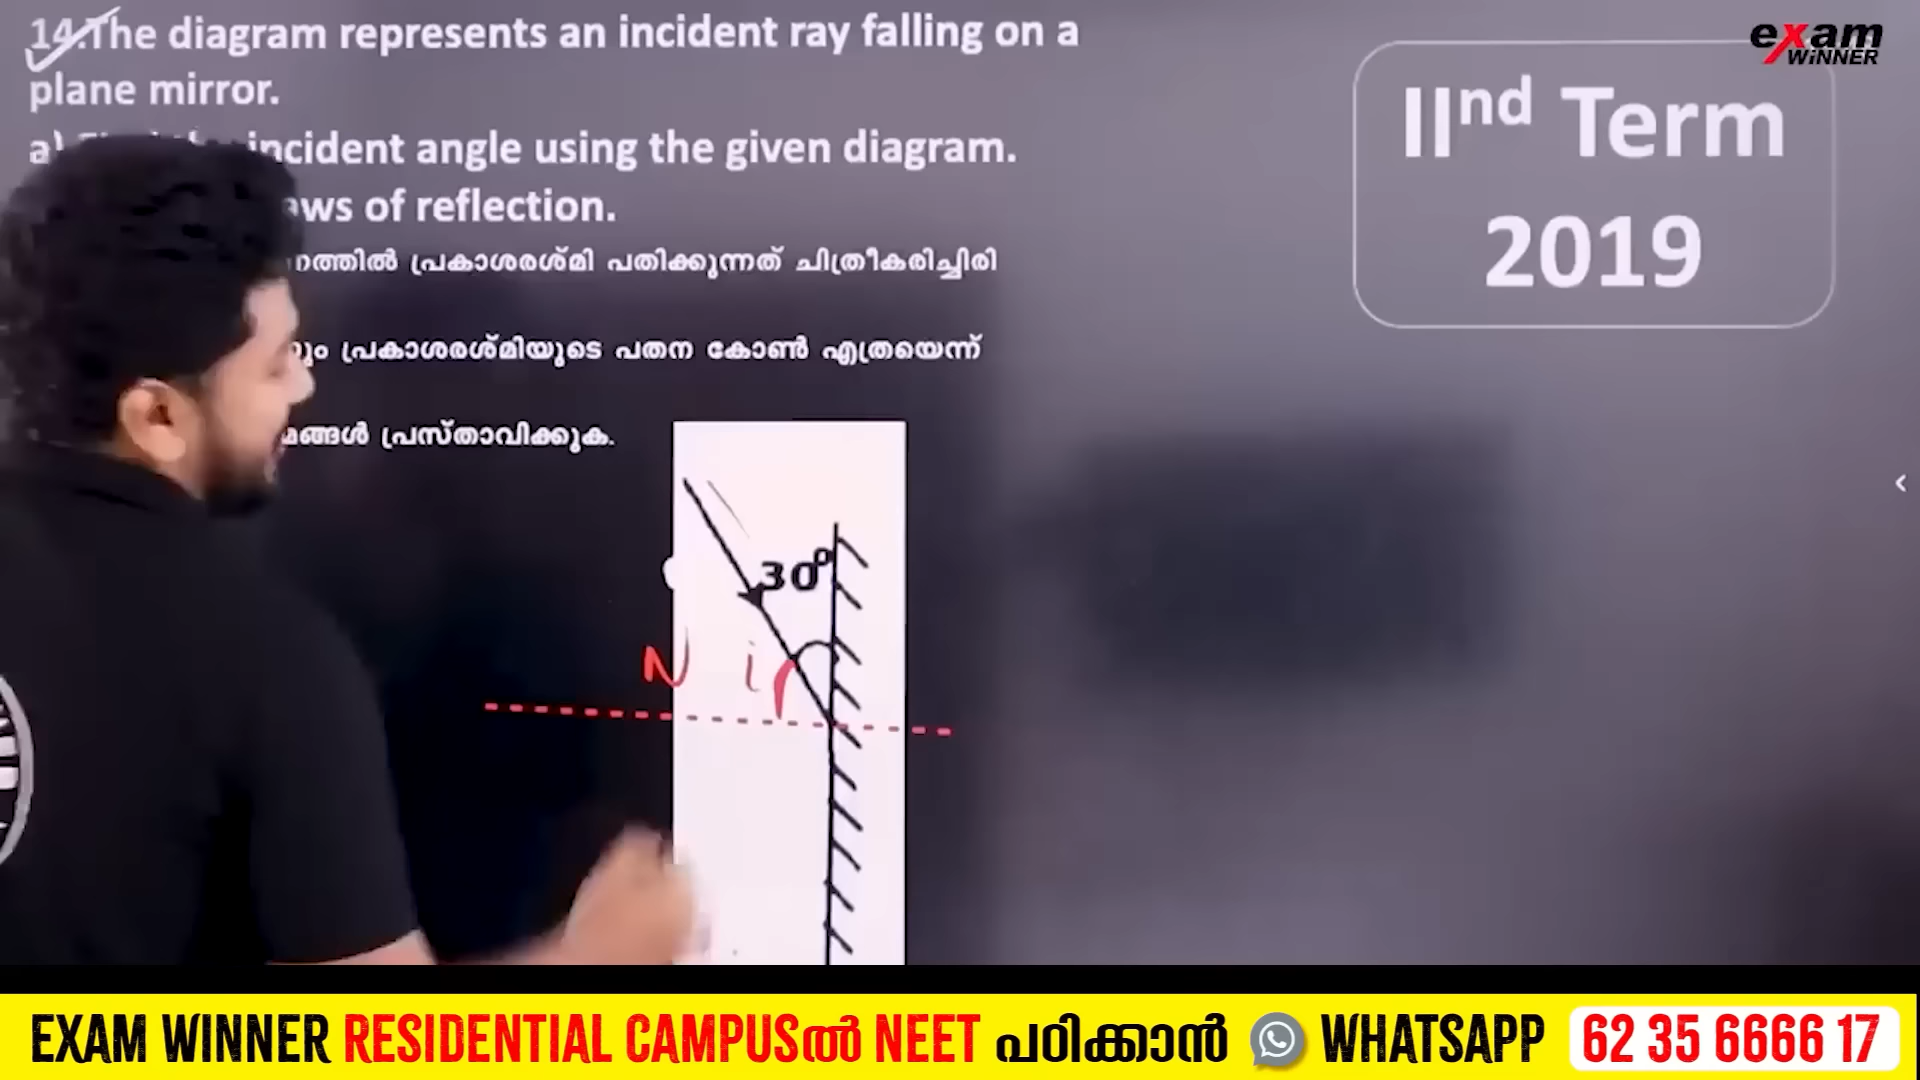 14.The diagram represents an incident ray falling on a
plane mirror.
a) incident angle using the given diagram.
aws of reflection.
നത്തിൽ പ്രകാശരശ്മി പതിക്കുന്നത് ചിത്രീകരിച്ചിരി
പ്രകാശരശ്മിയുടെ പതന കോൺ എത്രയെന്ന്
പ്രസ്താവിക്കുക.
IInd Term
2019
exam
WiNNER
30°
N i
EXAM WINNER RESIDENTIAL CAMPUSൽ NEET പഠിക്കാൻ WHATSAPP 62 35 6666 17